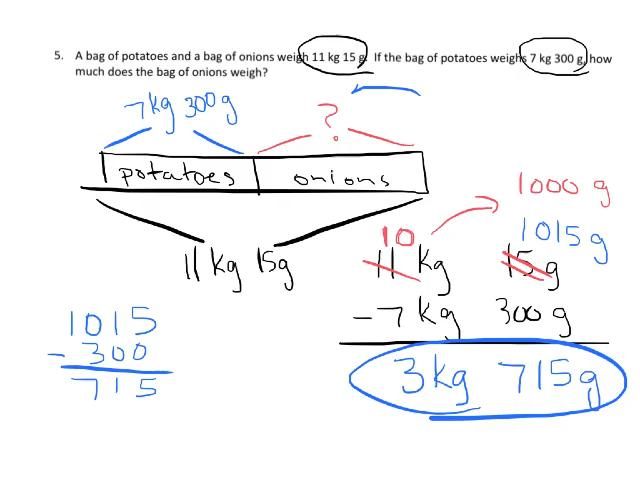 5. A bag of potatoes and a bag of onions weigh 11 kg 15 g. If the bag of potatoes weighs 7 kg 300 g, how
much does the bag of onions weigh?
7 kg 300 g
?
potatoes onions
11 kg 15g
1000 g
10 1015 g
11 kg 15 g
- 7 kg 300 g
3 kg 715 g
1015
- 300
715